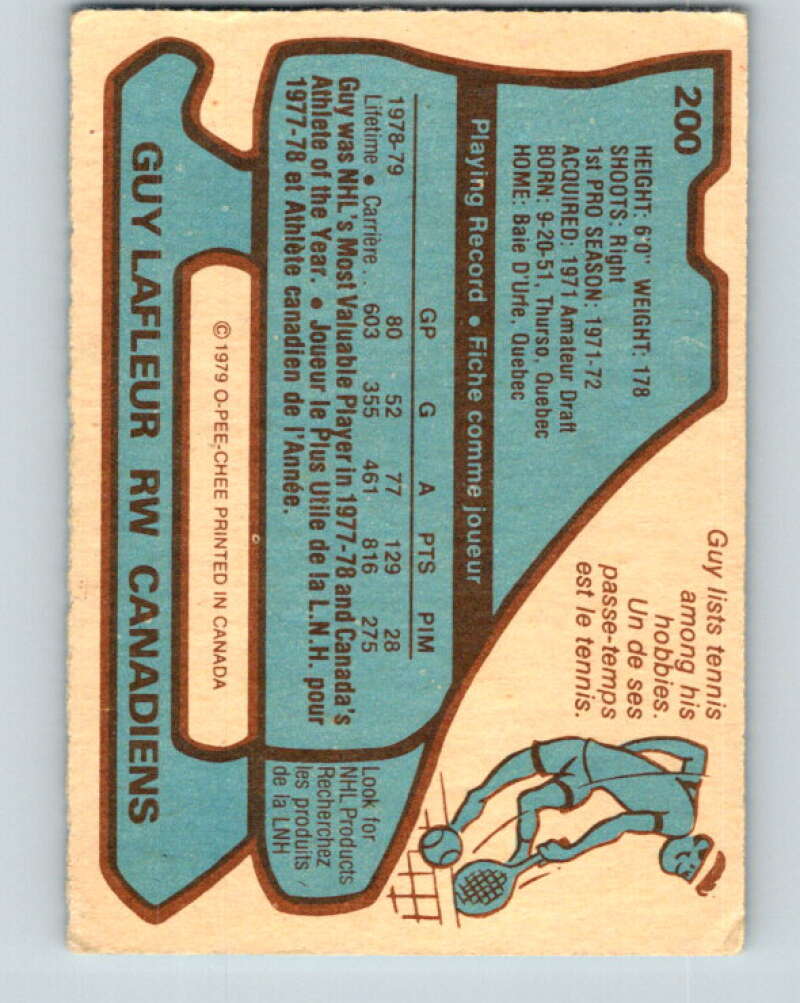 200
HEIGHT: 6'0" WEIGHT: 178
SHOOTS: Right
1st PRO SEASON: 1971-72
ACQUIRED: 1971 Amateur Draft
BORN: 9-20-51, Thurso, Quebec
HOME: Baie D'Urfe, Quebec
Guy lists tennis
among his
hobbies.
Un de ses
passe-temps
est le tennis.
Playing Record • Fiche comme joueur
GP G A PTS PIM
1978-79 80 52 77 129 28
Lifetime • Carrière . . 603 355 461 816 275
Guy was NHL's Most Valuable Player in 1977-78 and Canada's
Athlete of the Year. • Joueur le Plus Utile de la L.N.H. pour
1977-78 et Athlète canadien de l'Année.
Look for
NHL Products
Recherchez
les produits
de la LNH
© 1979 O-PEE-CHEE PRINTED IN CANADA
GUY LAFLEUR RW CANADIENS